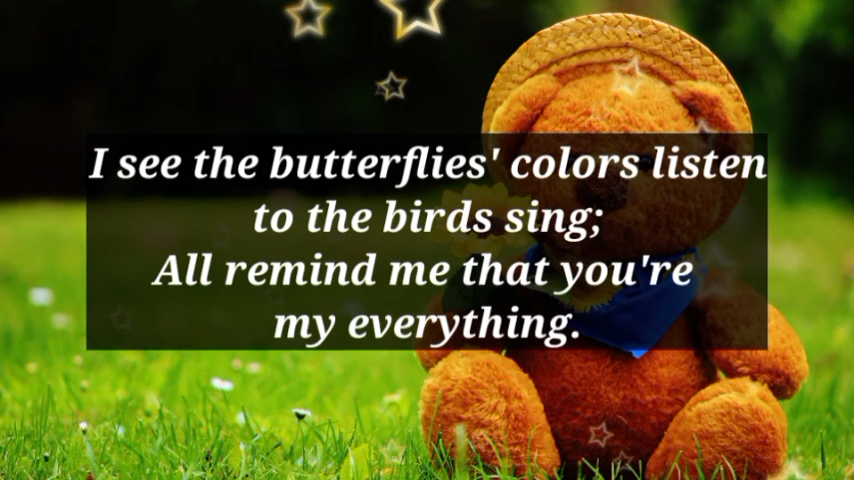 I see the butterflies' colors listen
to the birds sing;
All remind me that you're
my everything.